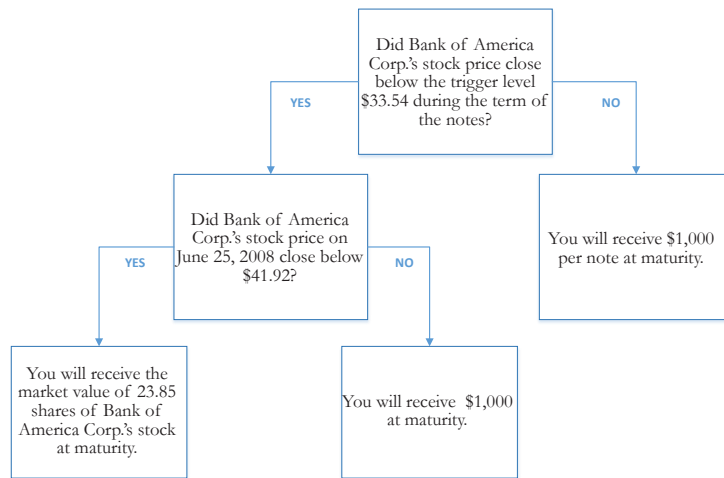 Did Bank of America
Corp.'s stock price close
below the trigger level
$33.54 during the term of
the notes?
YES
NO
Did Bank of America
Corp.'s stock price on
June 25, 2008 close below
$41.92?
You will receive $1,000
per note at maturity.
YES
NO
You will receive the
market value of 23.85
shares of Bank of
America Corp.'s stock
at maturity.
You will receive $1,000
at maturity.